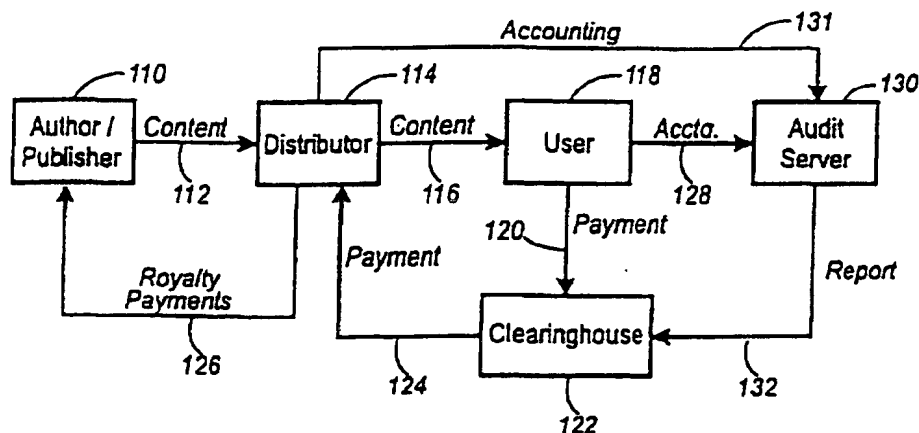 Accounting
131
110
114
118
130
Author /
Publisher
Content
112
Distributor
Content
116
User
Accta.
128
Audit
Server
120
Payment
Payment
Report
Royalty
Payments
126
124
Clearinghouse
122
132